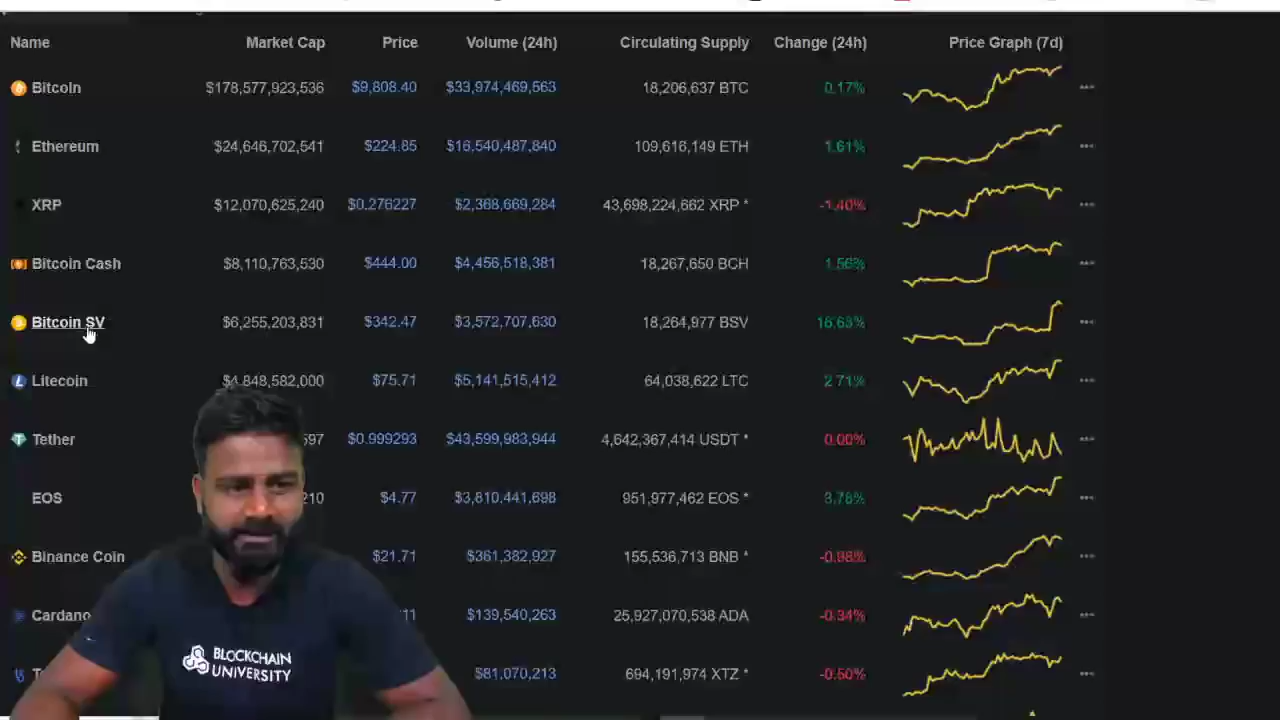 Name Market Cap Price Volume (24h) Circulating Supply Change (24h) Price Graph (7d)
Bitcoin $178,577,923,536 $9,808.40 $33,974,469,563 18,206,637 BTC 0.17%
Ethereum $24,646,702,541 $224.85 $16,540,487,840 109,616,149 ETH 1.61%
XRP $12,070,625,240 $0.276227 $2,368,669,284 43,698,224,662 XRP * -1.40%
Bitcoin Cash $8,110,763,530 $444.00 $4,456,518,381 18,267,650 BCH 1.56%
Bitcoin SV $6,255,203,831 $342.47 $3,572,707,630 18,264,977 BSV 16.63%
Litecoin $4,848,582,000 $75.71 $5,141,515,412 64,038,622 LTC 2.71%
Tether 597 $0.999293 $43,599,983,944 4,642,367,414 USDT * 0.00%
EOS 210 $4.77 $3,810,441,698 951,977,462 EOS * 3.78%
Binance Coin $21.71 $361,382,927 155,536,713 BNB * -0.98%
Cardano 11 $139,540,263 25,927,070,538 ADA -0.34%
$81,070,213 694,191,974 XTZ * -0.50%
BLOCKCHAIN
UNIVERSITY